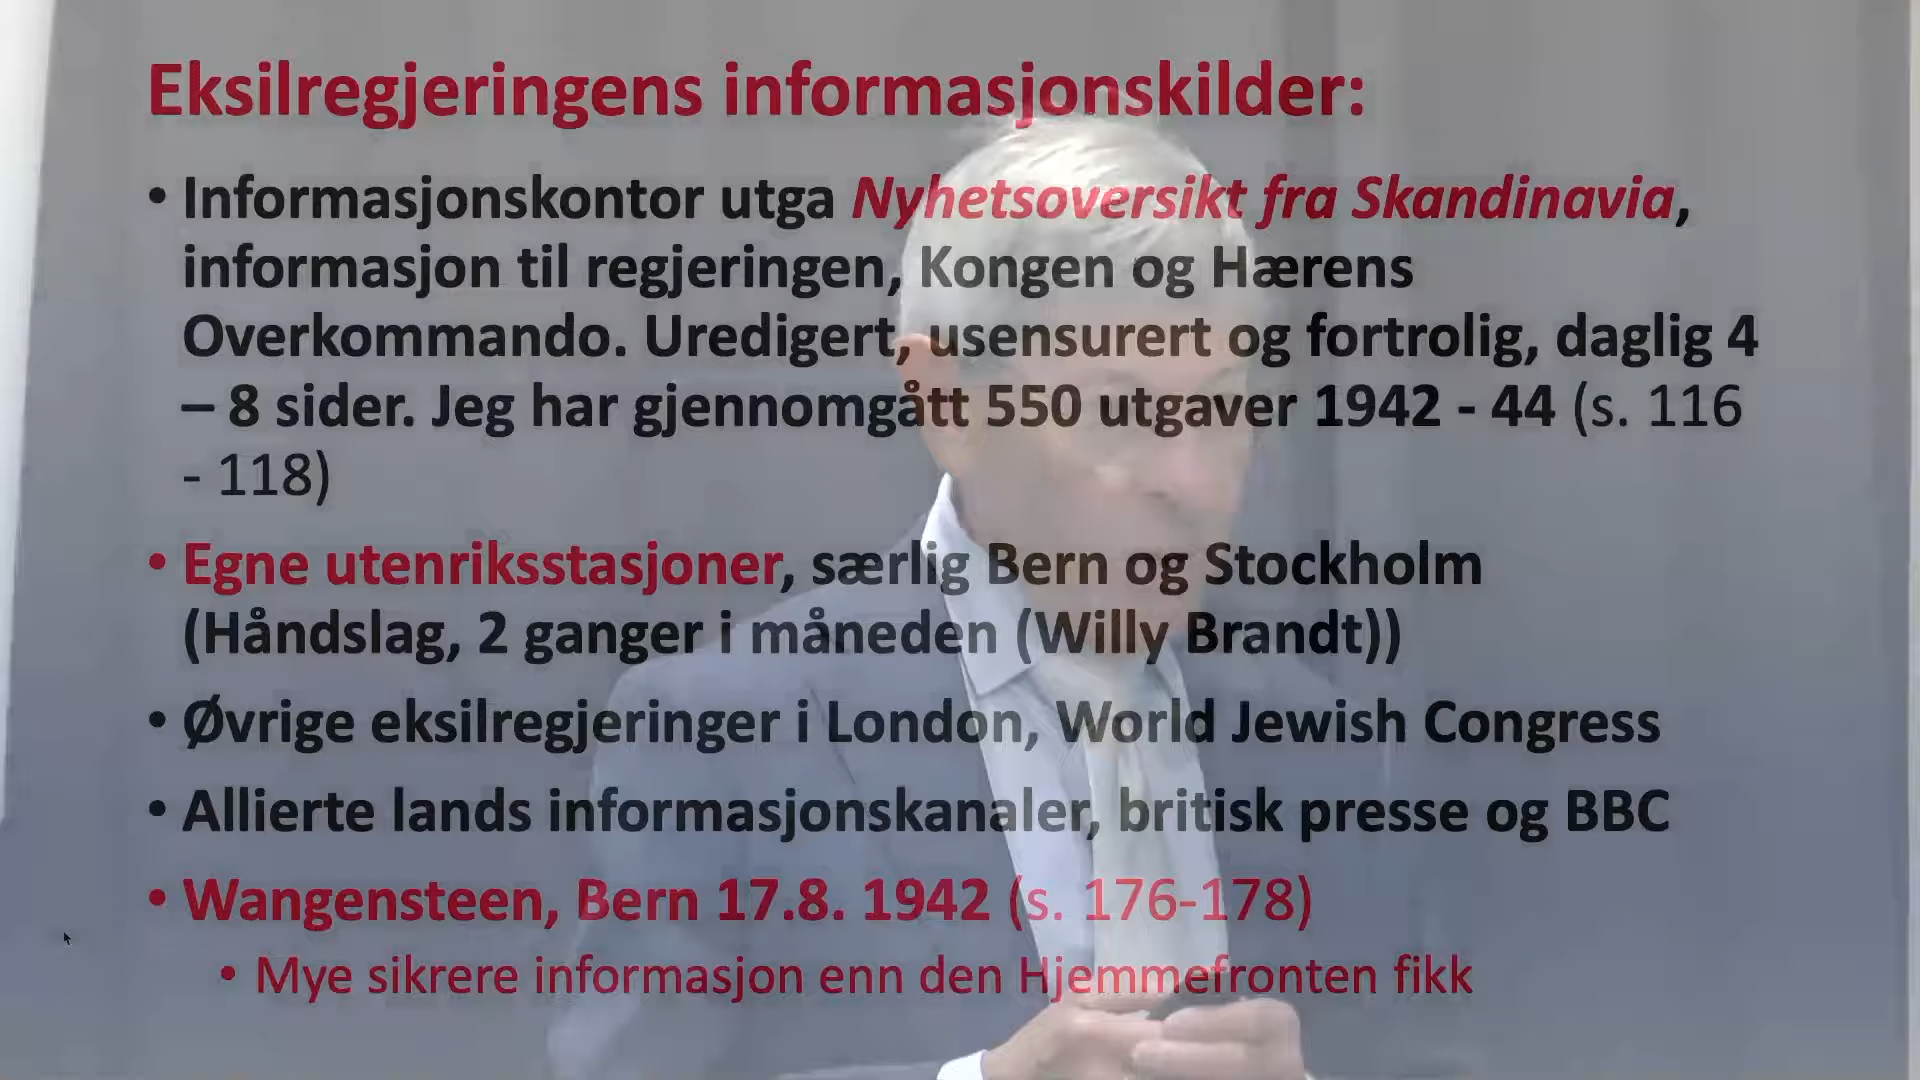 Eksilregjeringens informasjonskilder:
• Informasjonskontor utga Nyhetsoversikt fra Skandinavia,
informasjon til regjeringen, Kongen og Hærens
Overkommando. Uredigert, usensurert og fortrolig, daglig 4
– 8 sider. Jeg har gjennomgått 550 utgaver 1942 - 44 (s. 116
- 118)
• Egne utenriksstasjoner, særlig Bern og Stockholm
(Håndslag, 2 ganger i måneden (Willy Brandt))
• Øvrige eksilregjeringer i London, World Jewish Congress
• Allierte lands informasjonskanaler, britisk presse og BBC
• Wangensteen, Bern 17.8. 1942 (s. 176-178)
• Mye sikrere informasjon enn den Hjemmefronten fikk